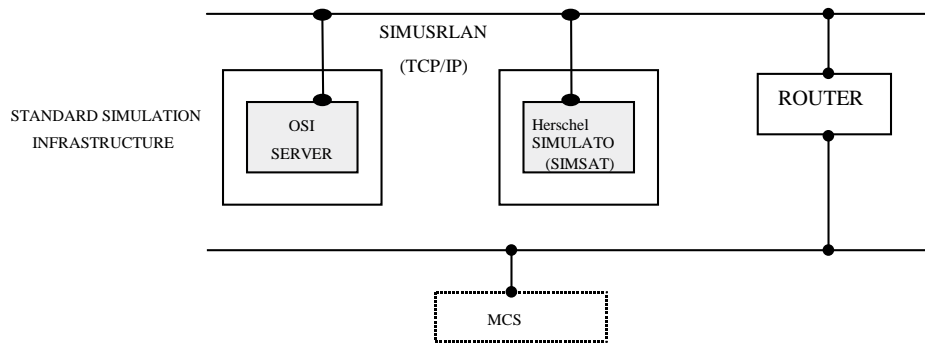 SIMUSRLAN
(TCP/IP)
STANDARD SIMULATION
INFRASTRUCTURE
OSI
SERVER
Herschel
SIMULATO
(SIMSAT)
ROUTER
MCS